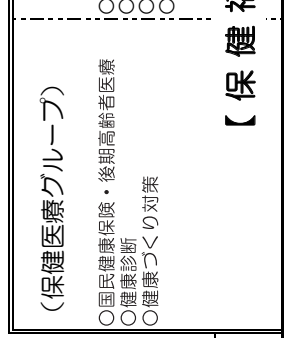 【保健
（保健医療グループ）
○国民健康保険・後期高齢者医療
○健康診断
○健康づくり対策
○○○○